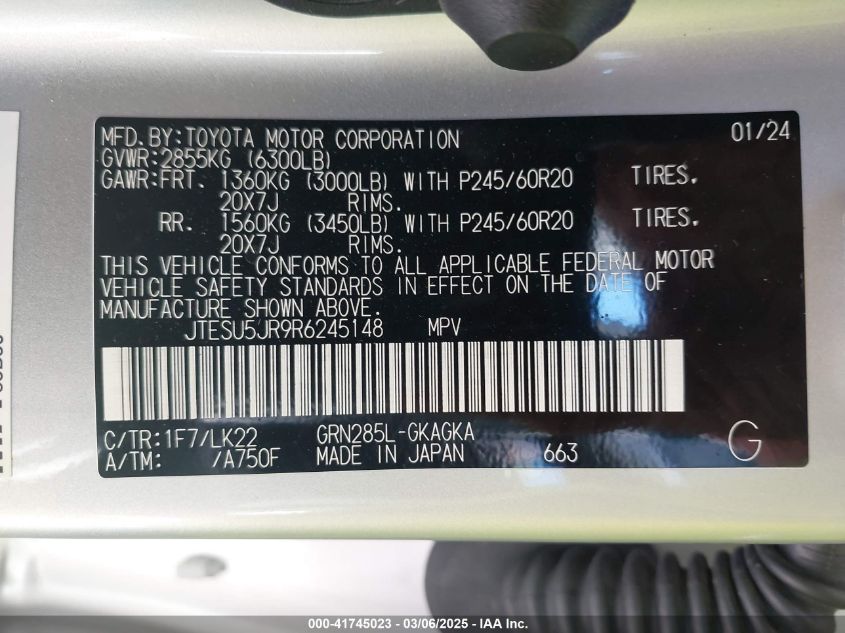 MFD.BY:TOYOTA MOTOR CORPORATION 01/24
GVWR:2855KG (6300LB)
GAWR:FRT. 1360KG (3000LB) WITH P245/60R20 TIRES.
20X7J RIMS.
RR. 1560KG (3450LB) WITH P245/60R20 TIRES.
20X7J RIMS.
THIS VEHICLE CONFORMS TO ALL APPLICABLE FEDERAL MOTOR
VEHICLE SAFETY STANDARDS IN EFFECT ON THE DATE OF
MANUFACTURE SHOWN ABOVE.
JTESU5JR9R6245148 MPV
C/TR:1F7/LK22 GRN285L-GKAGKA
A/TM: /A750F MADE IN JAPAN 663 G
000-41745023 - 03/06/2025 - IAA Inc.